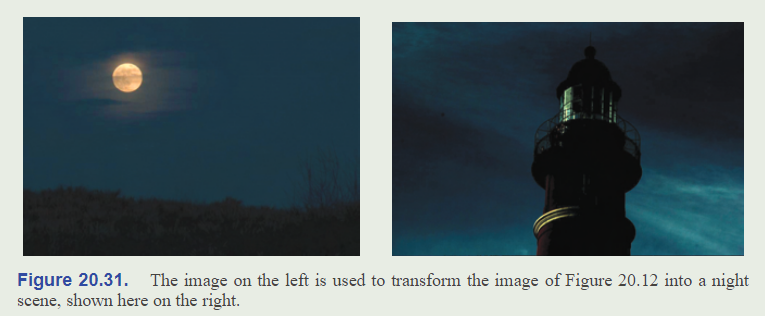 Figure 20.31. The image on the left is used to transform the image of Figure 20.12 into a night
scene, shown here on the right.